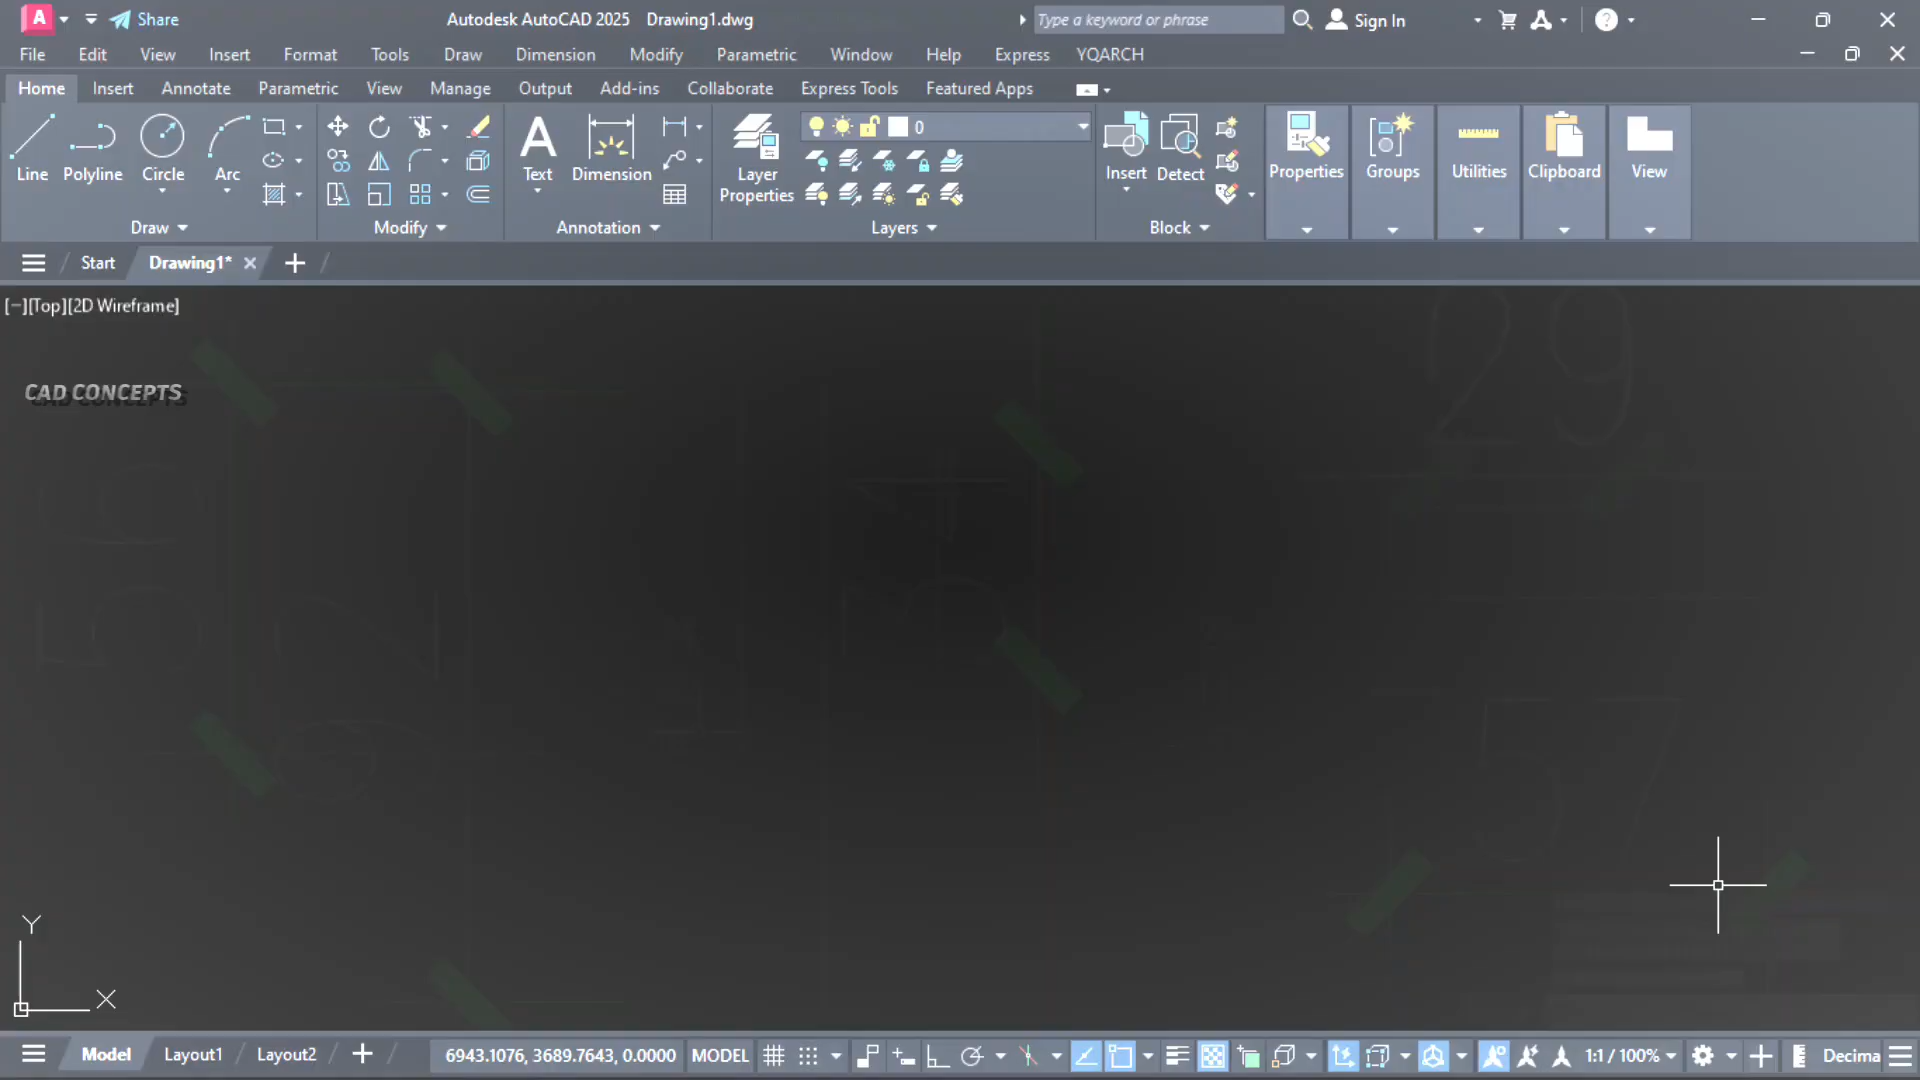 A Share Autodesk AutoCAD 2025 Drawing1.dwg Type a keyword or phrase Sign In
File Edit View Insert Format Tools Draw Dimension Modify Parametric Window Help Express YQARCH
Home Insert Annotate Parametric View Manage Output Add-ins Collaborate Express Tools Featured Apps
0
Line Polyline Circle Arc Text Dimension Layer Properties Insert Detect Properties Groups Utilities Clipboard View
Draw Modify Annotation Layers Block
Start Drawing1*
[−][Top][2D Wireframe]
29
CAD CONCEPTS
57
Y
X
Model Layout1 Layout2 6943.1076, 3689.7643, 0.0000 MODEL 1:1 / 100% Decima